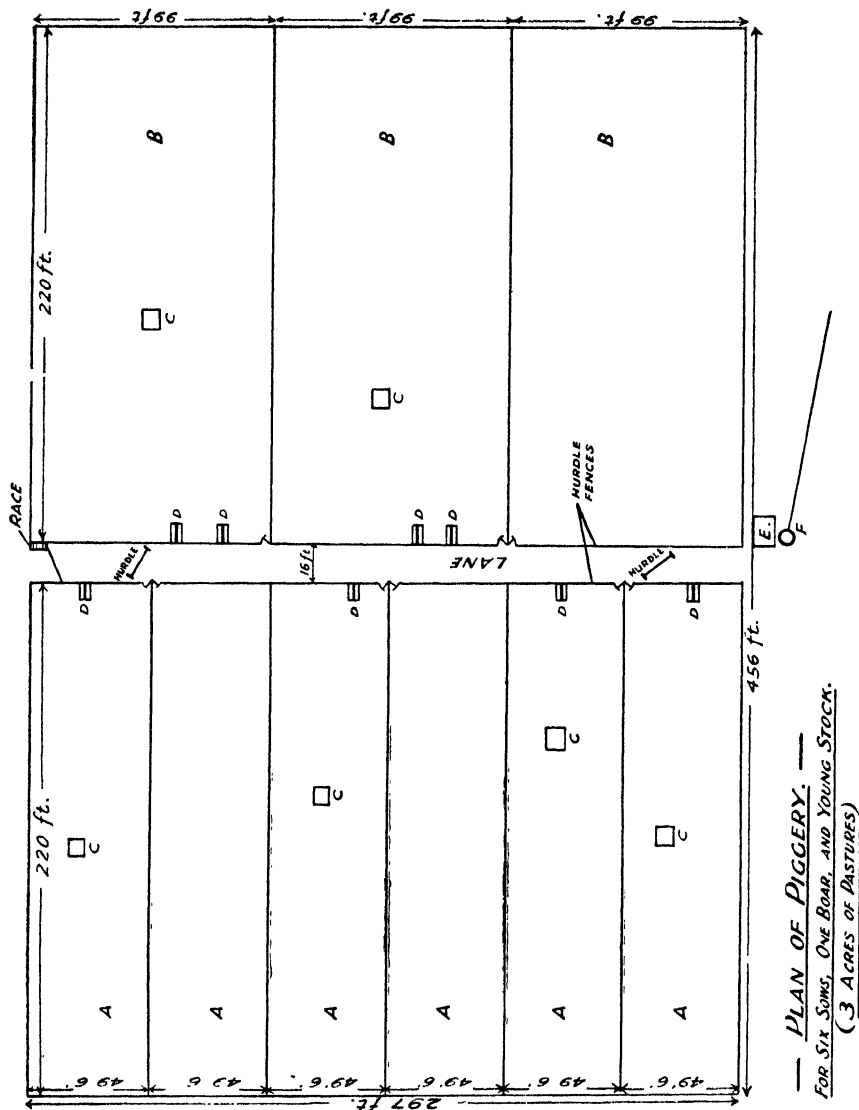 99 ft.
99 ft.
99 ft.
220 ft.
B
B
B
C
C
RACE
D
D
D
D
HURDLE
FENCES
HURDLE
16 ft.
LANE
HURDLE
E.
F
D
D
D
D
456 ft.
220 ft.
C
C
C
C
A
A
A
A
A
A
49'6"
49'6"
49'6"
49'6"
49'6"
297 ft.
— PLAN OF PIGGERY. —
FOR SIX SOWS, ONE BOAR, AND YOUNG STOCK.
(3 ACRES OF PASTURES)